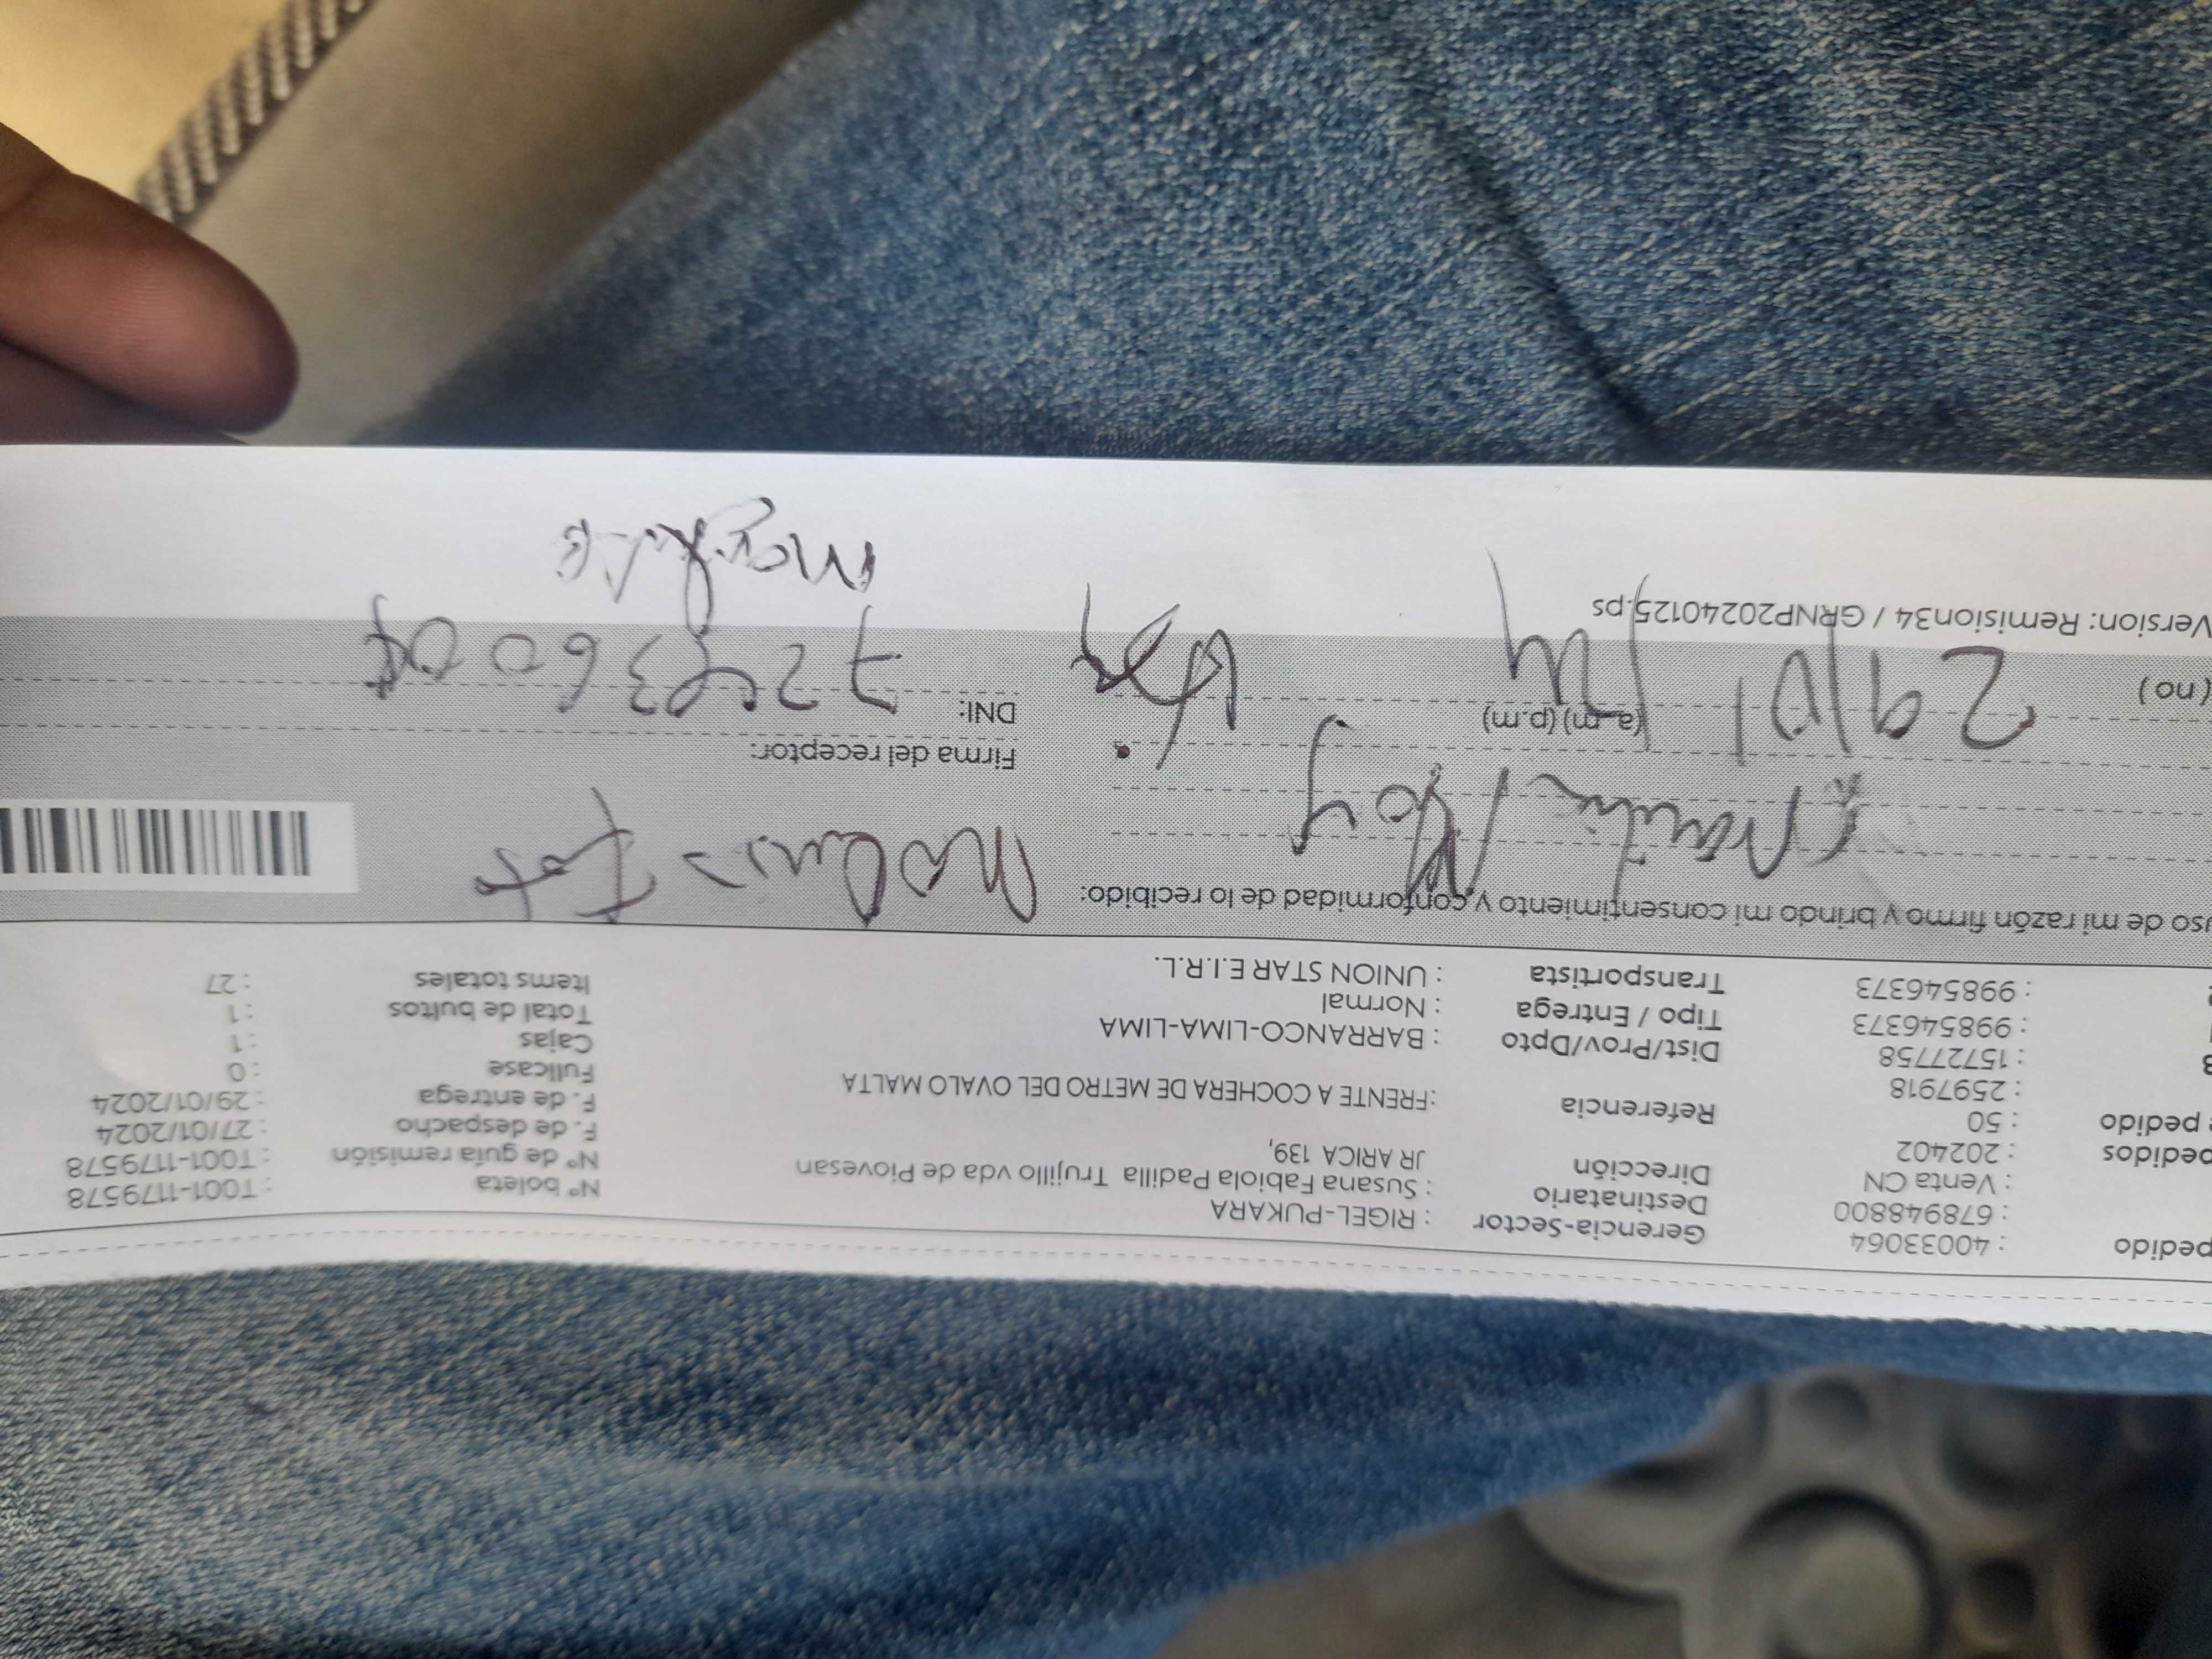 pedido : 40033064 Gerencia-Sector : RIGEL-PUKARA Nº boleta : T001-1179578
: 678948800 Destinatario : Susana Fabiola Padilla Trujillo vda de Piovesan Nº de guía remisión : T001-1179578
: Venta CN Dirección JR ARICA 139, F. de despacho : 27/01/2024
pedidos : 202402 F. de entrega : 29/01/2024
pedido : 50 Referencia :FRENTE A COCHERA DE METRO DEL OVALO MALTA Fullcase : 0
: 2597918 Cajas : 1
: 15727758 Dist/Prov/Dpto : BARRANCO-LIMA-LIMA Total de bultos : 1
: 998546373 Tipo / Entrega : Normal Items totales : 27
: 998546373 Transportista : UNION STAR E.I.R.L.
uso de mi razón firmo y brindo mi consentimiento y conformidad de lo recibido:
Firma del receptor:
(a.m) (p.m) DNI:
(no) 29/01/24
Version: Remision34 / GRNP20240125.ps